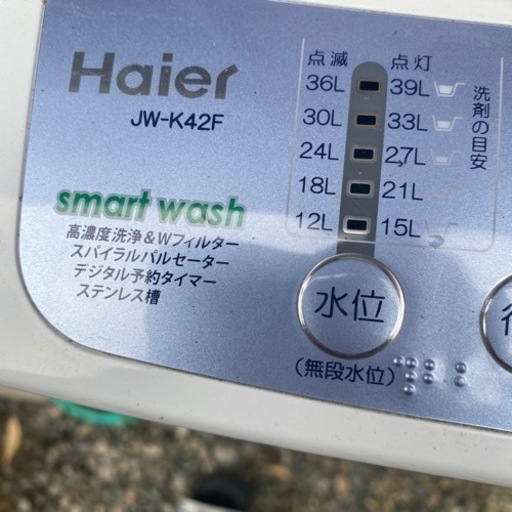 Haier
JW-K42F
smart wash
高濃度洗浄&Wフィルター
スパイラルパルセーター
デジタル予約タイマー
ステンレス槽
点滅 点灯
36L 39L
30L 33L
24L 27L
18L 21L
12L 15L
洗剤の目安
水位
(無段水位)